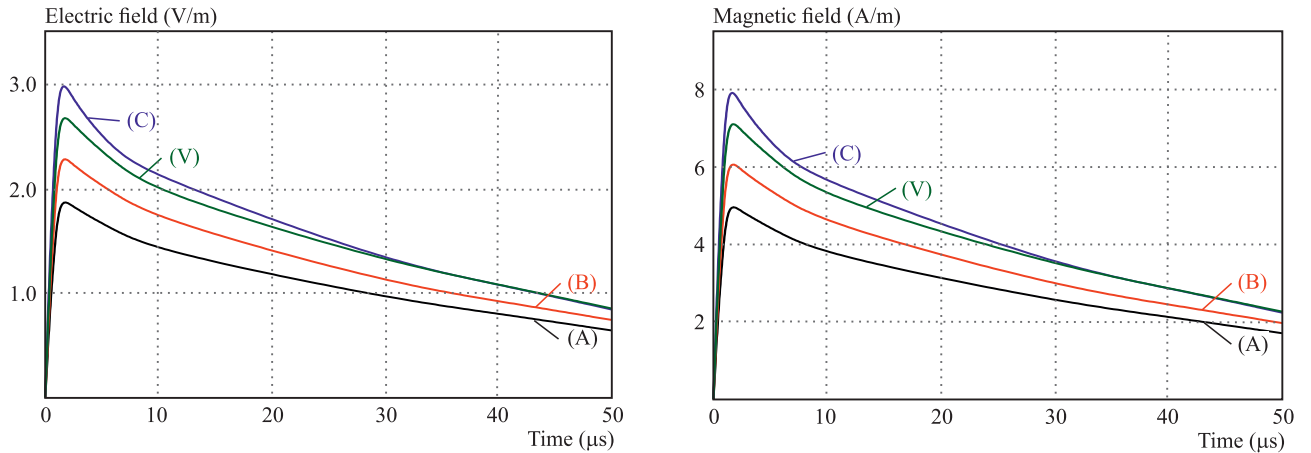 Electric field (V/m)
3.0
2.0
1.0
(C)
(V)
(B)
(A)
0
10
20
30
40
50
Time (μs)
Magnetic field (A/m)
8
6
4
2
(C)
(V)
(B)
(A)
0
10
20
30
40
50
Time (μs)